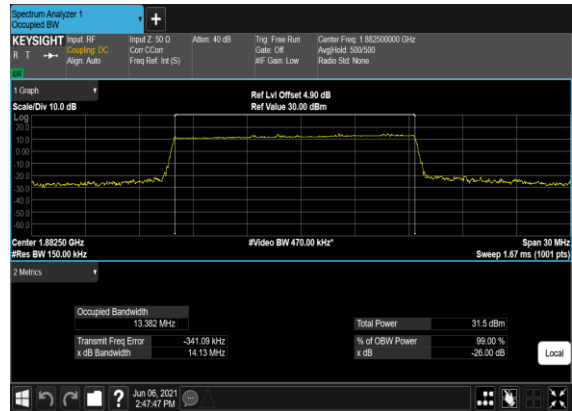 Spectrum Analyzer 1
Occupied BW
+
KEYSIGHT Input: RF Input Z: 50 Ω Atten: 40 dB Trig: Free Run Center Freq: 1.882500000 GHz
R T Coupling: DC Corr CCorr Gate: Off Avg|Hold: 500/500
Align: Auto Freq Ref: Int (S) #IF Gain: Low Radio Std: None
1 Graph
Ref Lvl Offset 4.90 dB
Scale/Div 10.0 dB Ref Value 30.00 dBm
Log
20.0
10.0
0.00
-10.0
-20.0
-30.0
-40.0
-50.0
-60.0
Center 1.88250 GHz #Video BW 470.00 kHz* Span 30 MHz
#Res BW 150.00 kHz Sweep 1.67 ms (1001 pts)
2 Metrics
Occupied Bandwidth
13.382 MHz Total Power 31.5 dBm
Transmit Freq Error -341.09 kHz % of OBW Power 99.00 %
x dB Bandwidth 14.13 MHz x dB -26.00 dB
Local
? Jun 06, 2021
2:47:47 PM